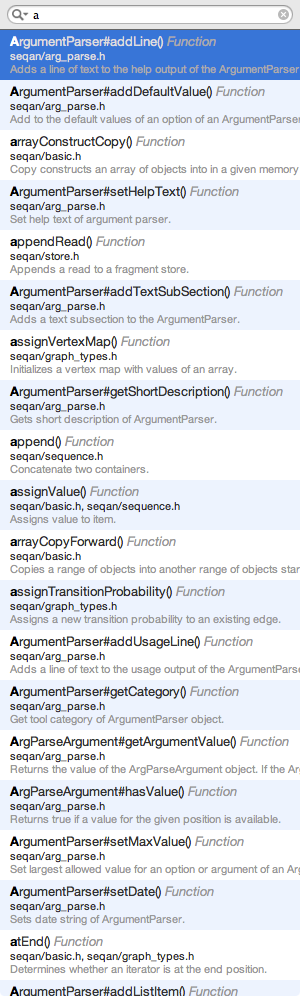 a
ArgumentParser#addLine() Function
seqan/arg_parse.h
Adds a line of text to the help output of the ArgumentParser
ArgumentParser#addDefaultValue() Function
seqan/arg_parse.h
Add to the default values of an option of an ArgumentParser
arrayConstructCopy() Function
seqan/basic.h
Copy constructs an array of objects into in a given memory
ArgumentParser#setHelpText() Function
seqan/arg_parse.h
Set help text of argument parser.
appendRead() Function
seqan/store.h
Appends a read to a fragment store.
ArgumentParser#addTextSubSection() Function
seqan/arg_parse.h
Adds a text subsection to the ArgumentParser.
assignVertexMap() Function
seqan/graph_types.h
Initializes a vertex map with values of an array.
ArgumentParser#getShortDescription() Function
seqan/arg_parse.h
Gets short description of ArgumentParser.
append() Function
seqan/sequence.h
Concatenate two containers.
assignValue() Function
seqan/basic.h, seqan/sequence.h
Assigns value to item.
arrayCopyForward() Function
seqan/basic.h
Copies a range of objects into another range of objects star
assignTransitionProbability() Function
seqan/graph_types.h
Assigns a new transition probability to an existing edge.
ArgumentParser#addUsageLine() Function
seqan/arg_parse.h
Adds a line of text to the usage output of the ArgumentParse
ArgumentParser#getCategory() Function
seqan/arg_parse.h
Get tool category of ArgumentParser object.
ArgParseArgument#getArgumentValue() Function
seqan/arg_parse.h
Returns the value of the ArgParseArgument object. If the Ar
ArgParseArgument#hasValue() Function
seqan/arg_parse.h
Returns true if a value for the given position is available.
ArgumentParser#setMaxValue() Function
seqan/arg_parse.h
Set largest allowed value for an option or argument of an Ar
ArgumentParser#setDate() Function
seqan/arg_parse.h
Sets date string of ArgumentParser.
atEnd() Function
seqan/basic.h, seqan/graph_types.h
Determines whether an iterator is at the end position.
ArgumentParser#addListItem() Function